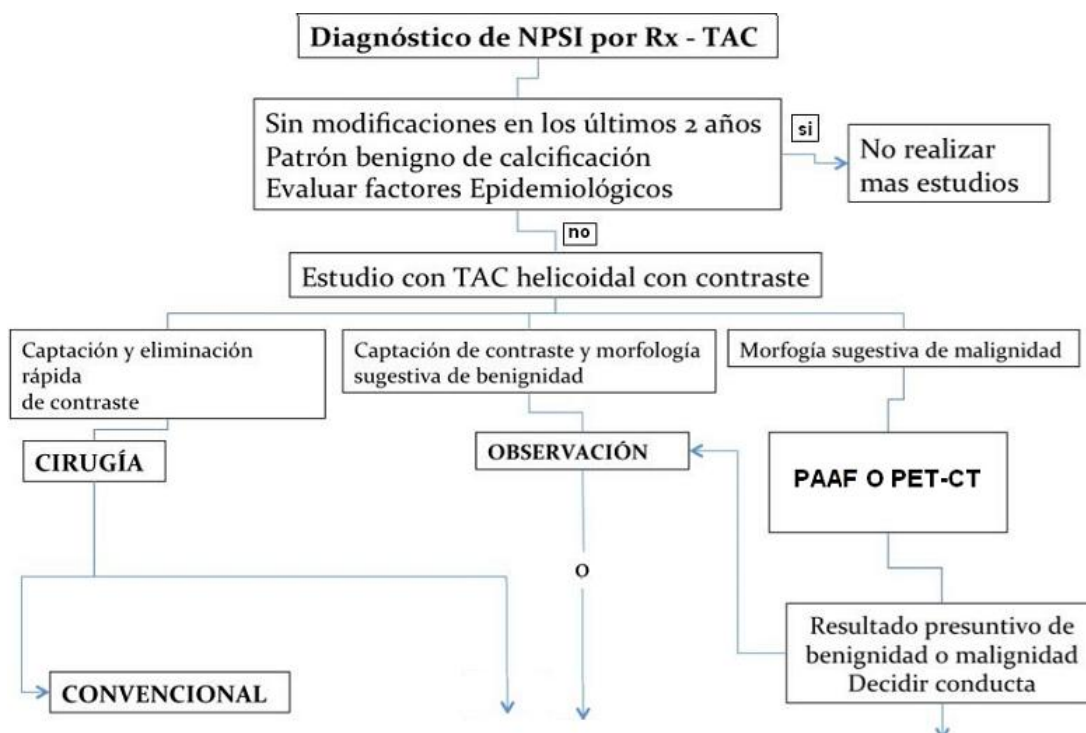 Diagnóstico de NPSI por Rx - TAC
Sin modificaciones en los últimos 2 años
Patrón benigno de calcificación
Evaluar factores Epidemiológicos
si
No realizar
mas estudios
no
Estudio con TAC helicoidal con contraste
Captación y eliminación
rápida
de contraste
Captación de contraste y morfología
sugestiva de benignidad
Morfogía sugestiva de malignidad
CIRUGÍA
OBSERVACIÓN
PAAF O PET-CT
O
Resultado presuntivo de
benignidad o malignidad
Decidir conducta
CONVENCIONAL